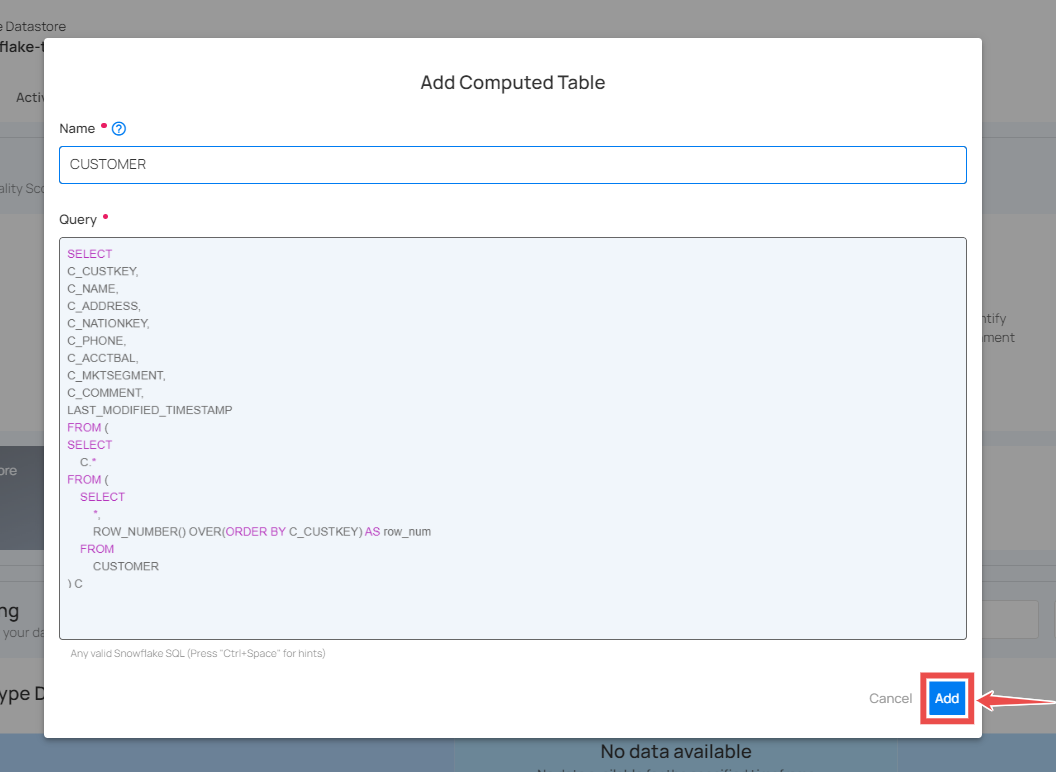 e Datastore
flake-t
Activ
Add Computed Table
Name •
CUSTOMER
ality Sco
Query •
SELECT
C_CUSTKEY,
C_NAME,
C_ADDRESS,
C_NATIONKEY,
C_PHONE,
C_ACCTBAL,
C_MKTSEGMENT,
C_COMMENT,
LAST_MODIFIED_TIMESTAMP
FROM (
SELECT
C.*
FROM (
SELECT
*,
ROW_NUMBER() OVER(ORDER BY C_CUSTKEY) AS row_num
FROM
CUSTOMER
) C
ntify
ment
ore
ng
your da
Any valid Snowflake SQL (Press "Ctrl+Space" for hints)
ype D
Cancel
Add
No data available